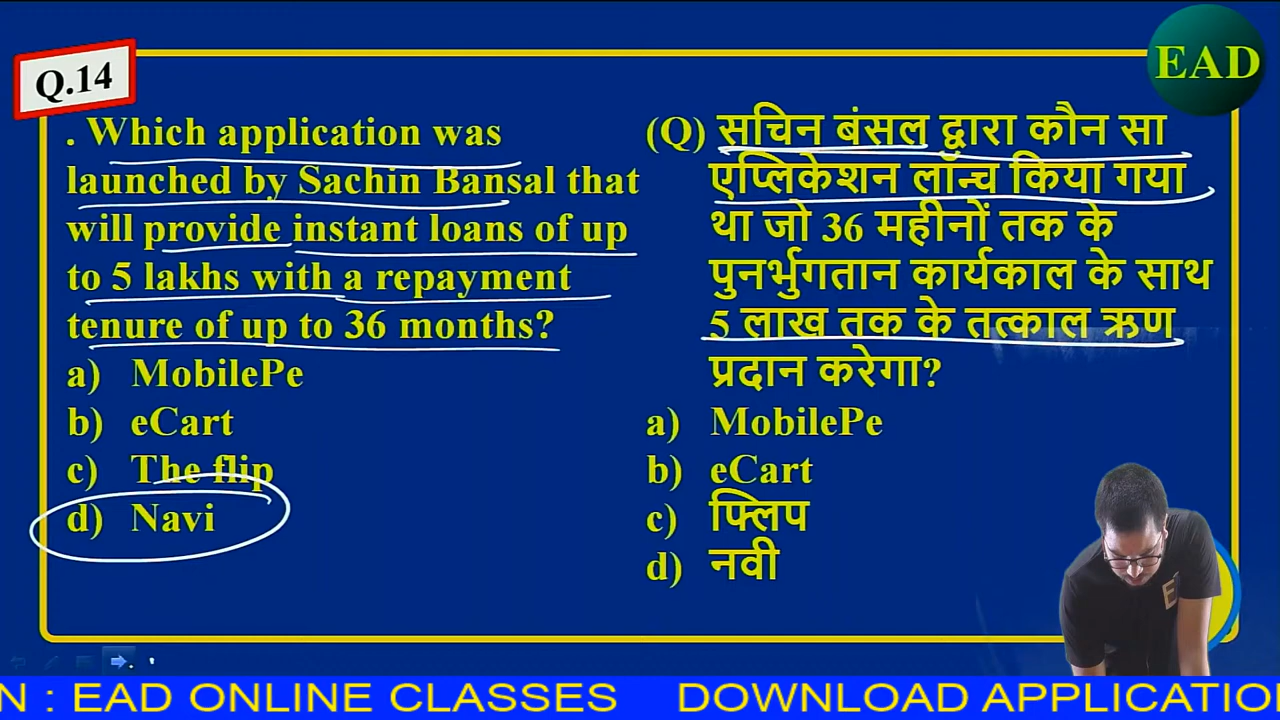 EAD
Q.14
. Which application was
launched by Sachin Bansal that
will provide instant loans of up
to 5 lakhs with a repayment
tenure of up to 36 months?
a) MobilePe
b) eCart
c) The flip
d) Navi
(Q) सचिन बंसल द्वारा कौन सा
एप्लिकेशन लॉन्च किया गया
था जो 36 महीनों तक के
पुनर्भुगतान कार्यकाल के साथ
5 लाख तक के तत्काल ऋण
प्रदान करेगा?
a) MobilePe
b) eCart
c) फ्लिप
d) नवी
E
N : EAD ONLINE CLASSES DOWNLOAD APPLICATIO